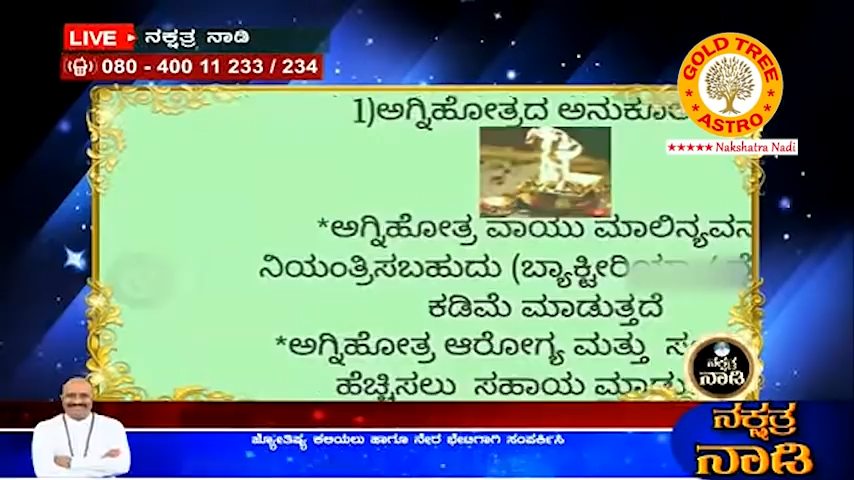 LIVE ನಕ್ಷತ್ರ ನಾಡಿ
080 - 400 11 233 / 234
GOLD TREE
ASTRO
Nakshatra Nadi
1)ಅಗ್ನಿಹೋತ್ರದ
*ಅಗ್ನಿಹೋತ್ರ ವಾಯು ಮಾಲಿನ್ಯವನ
ನಿಯಂತ್ರಿಸಬಹುದು
ಕಡಿಮೆ ಮಾಡುತ್ತದೆ
*ಅಗ್ನಿಹೋತ್ರ ಆರೋಗ್ಯ ಮತ್ತು
ಹೆಚ್ಚಿಸಲು ಸಹಾಯ
ನಕ್ಷತ್ರ
ನಾಡಿ
ಜ್ಯೋತಿಷ್ಯ ಕಲಿಯಲು ಹಾಗೂ ನೇರ ಭೇಟಿಗಾಗಿ ಸಂಪರ್ಕಿಸಿ
ನಕ್ಷತ್ರ
ನಾಡಿ